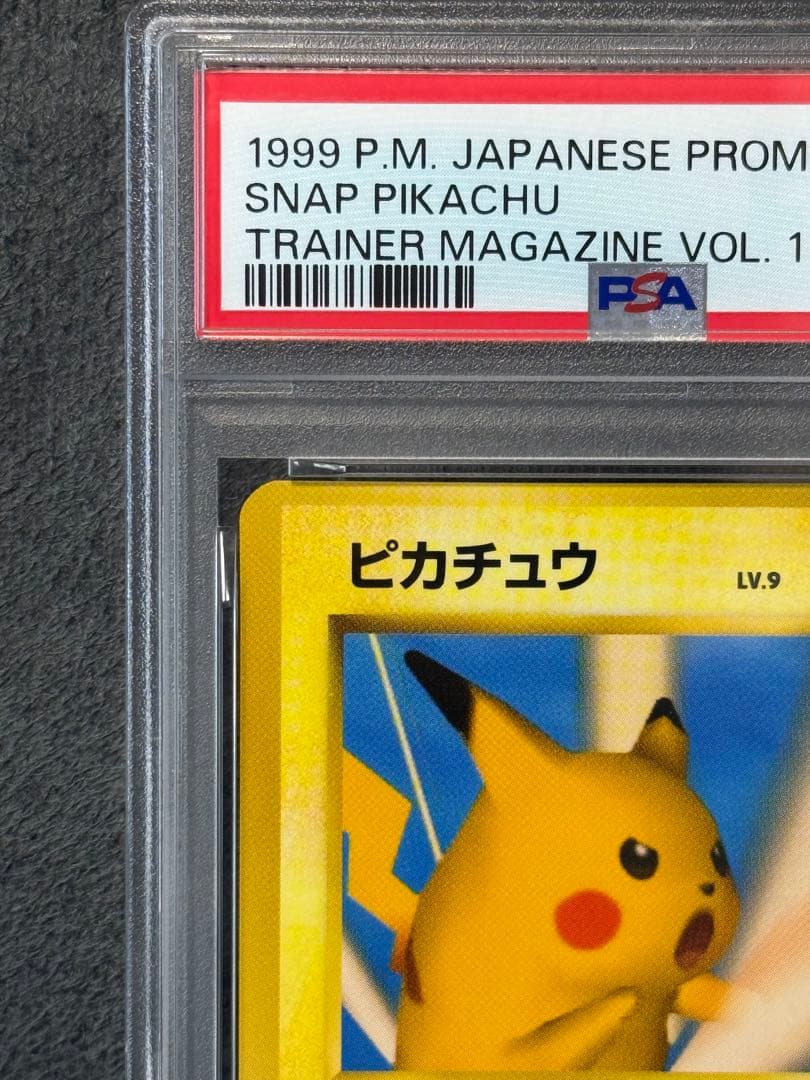 1999 P.M. JAPANESE PROM
SNAP PIKACHU
TRAINER MAGAZINE VOL. 1
PSA
ピカチュウ LV.9